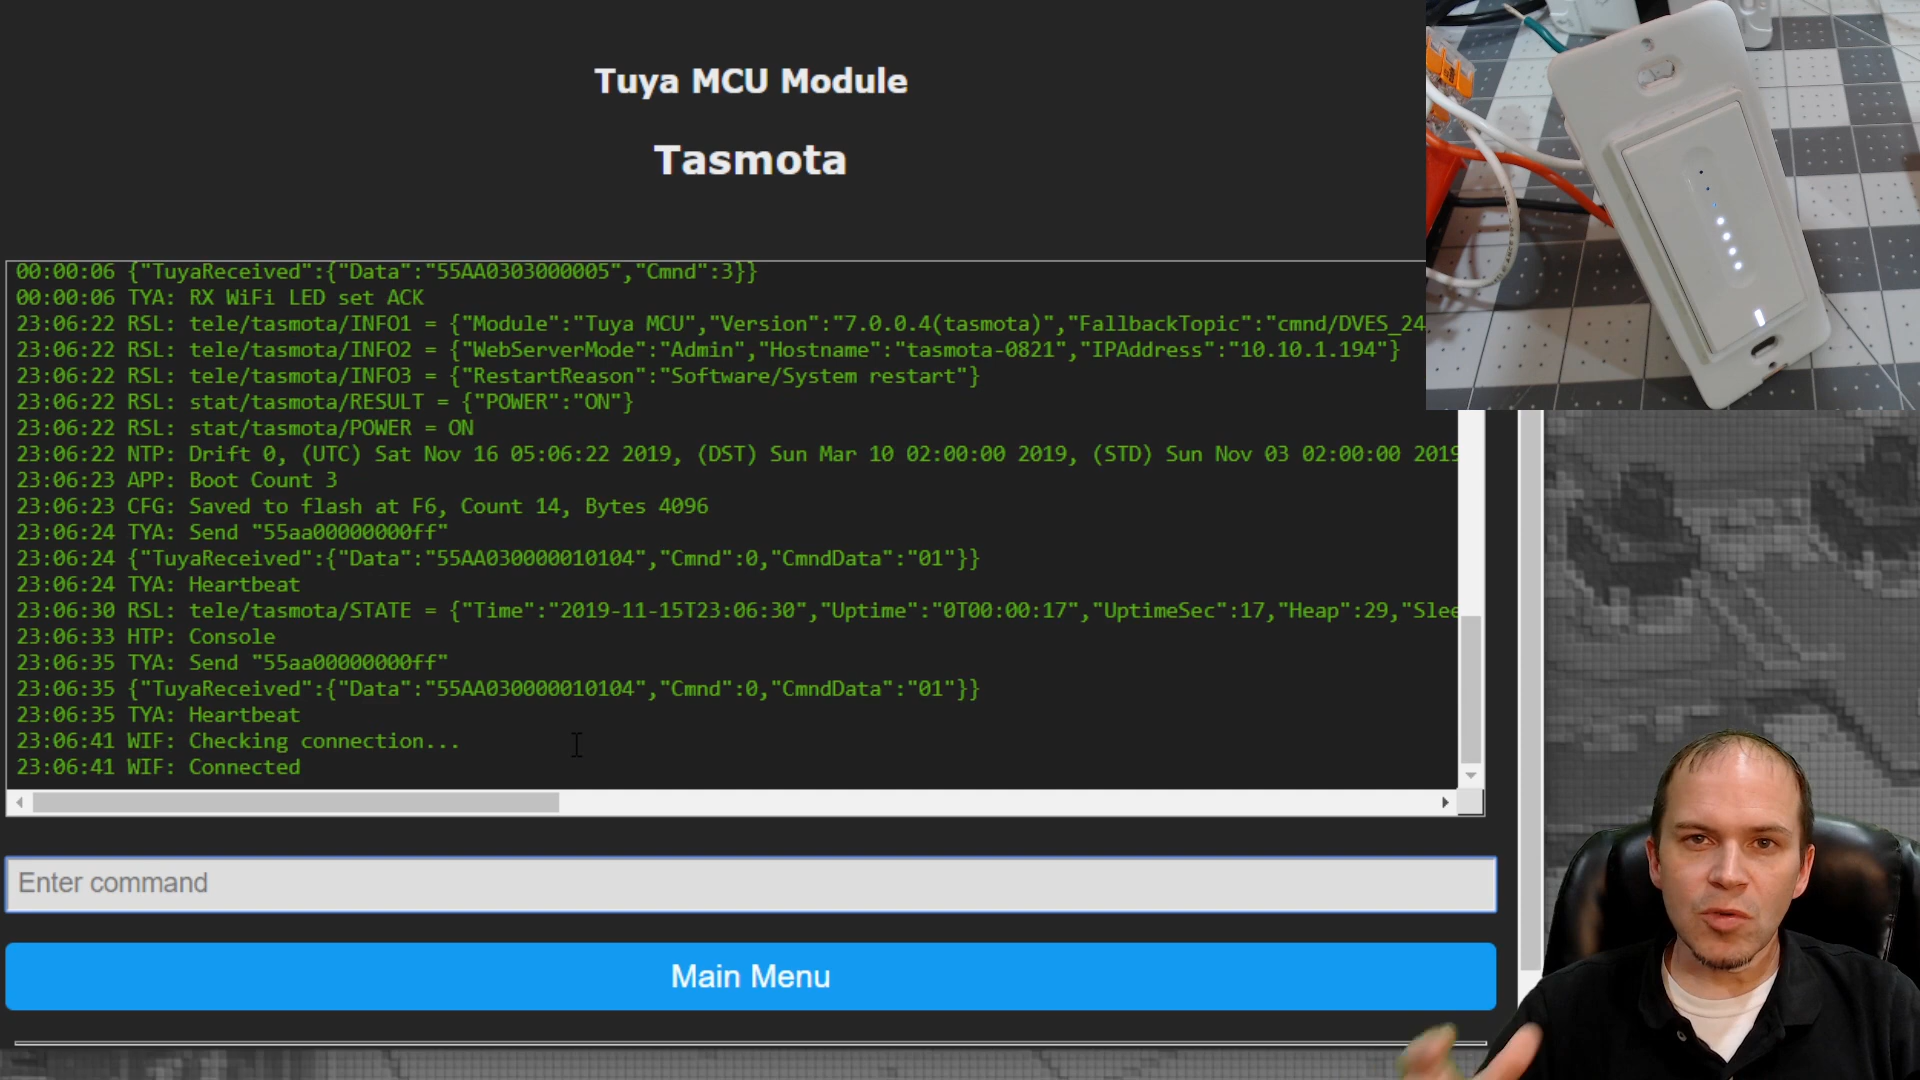 Tuya MCU Module
Tasmota
00:00:06 {"TuyaReceived":{"Data":"55AA0303000005","Cmnd":3}}
00:00:06 TYA: RX WiFi LED set ACK
23:06:22 RSL: tele/tasmota/INFO1 = {"Module":"Tuya MCU","Version":"7.0.0.4(tasmota)","FallbackTopic":"cmnd/DVES_24
23:06:22 RSL: tele/tasmota/INFO2 = {"WebServerMode":"Admin","Hostname":"tasmota-0821","IPAddress":"10.10.1.194"}
23:06:22 RSL: tele/tasmota/INFO3 = {"RestartReason":"Software/System restart"}
23:06:22 RSL: stat/tasmota/RESULT = {"POWER":"ON"}
23:06:22 RSL: stat/tasmota/POWER = ON
23:06:22 NTP: Drift 0, (UTC) Sat Nov 16 05:06:22 2019, (DST) Sun Mar 10 02:00:00 2019, (STD) Sun Nov 03 02:00:00 2019
23:06:23 APP: Boot Count 3
23:06:23 CFG: Saved to flash at F6, Count 14, Bytes 4096
23:06:24 TYA: Send "55aa00000000ff"
23:06:24 {"TuyaReceived":{"Data":"55AA030000010104","Cmnd":0,"CmndData":"01"}}
23:06:24 TYA: Heartbeat
23:06:30 RSL: tele/tasmota/STATE = {"Time":"2019-11-15T23:06:30","Uptime":"0T00:00:17","UptimeSec":17,"Heap":29,"Slee
23:06:33 HTP: Console
23:06:35 TYA: Send "55aa00000000ff"
23:06:35 {"TuyaReceived":{"Data":"55AA030000010104","Cmnd":0,"CmndData":"01"}}
23:06:35 TYA: Heartbeat
23:06:41 WIF: Checking connection...
23:06:41 WIF: Connected
Enter command
Main Menu